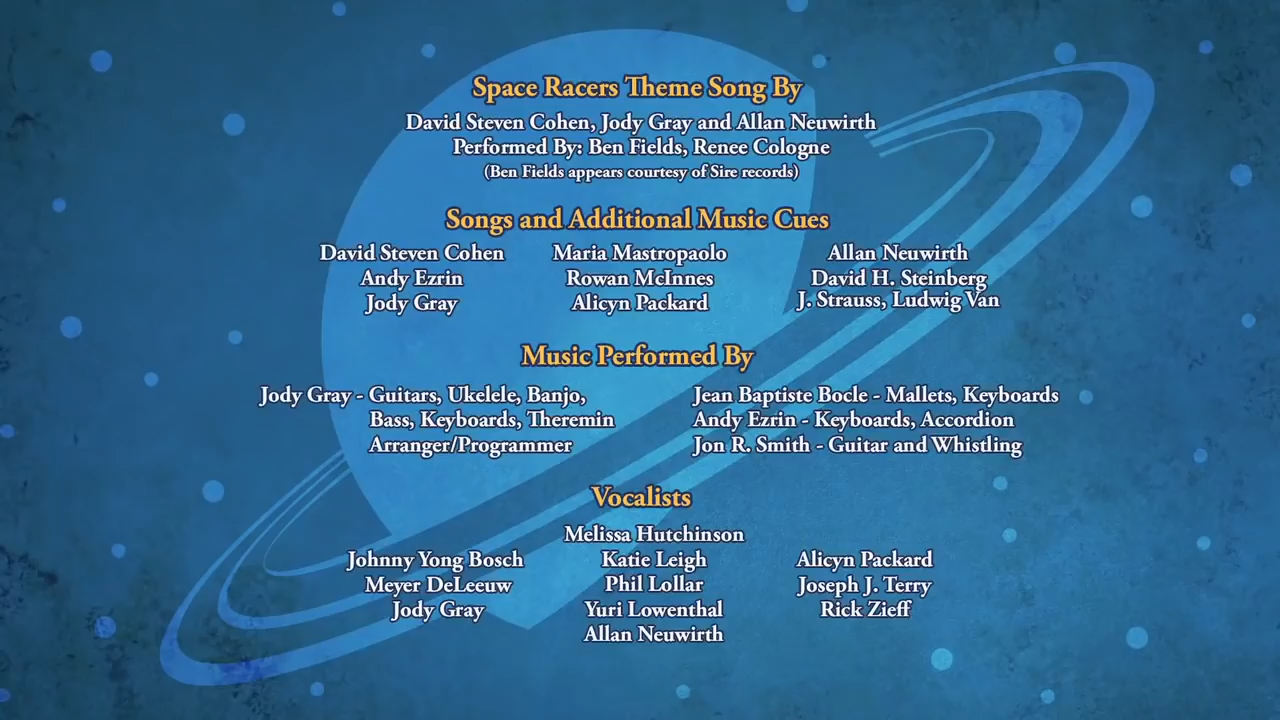 Space Racers Theme Song By
David Steven Cohen, Jody Gray and Allan Neuwirth
Performed By: Ben Fields, Renee Cologne
(Ben Fields appears courtesy of Sire records)
Songs and Additional Music Cues
David Steven Cohen
Andy Ezrin
Jody Gray
Maria Mastropaolo
Rowan McInnes
Alicyn Packard
Allan Neuwirth
David H. Steinberg
J. Strauss, Ludwig Van
Music Performed By
Jody Gray - Guitars, Ukelele, Banjo,
Bass, Keyboards, Theremin
Arranger/Programmer
Jean Baptiste Bocle - Mallets, Keyboards
Andy Ezrin - Keyboards, Accordion
Jon R. Smith - Guitar and Whistling
Vocalists
Johnny Yong Bosch
Meyer DeLeeuw
Jody Gray
Melissa Hutchinson
Katie Leigh
Phil Lollar
Yuri Lowenthal
Allan Neuwirth
Alicyn Packard
Joseph J. Terry
Rick Zieff